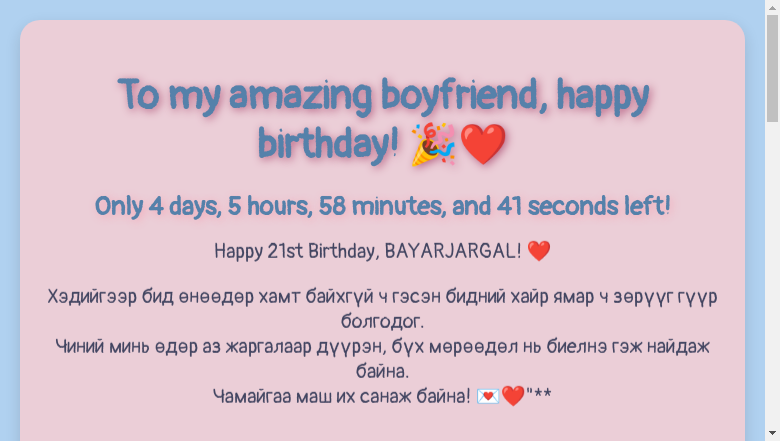 To my amazing boyfriend, happy
birthday! 🎉❤️
Only 4 days, 5 hours, 58 minutes, and 41 seconds left!
Happy 21st Birthday, BAYARJARGAL! ❤️
Хэдийгээр бид өнөөдөр хамт байхгүй ч гэсэн бидний хайр ямар ч зөрүүг гүүр
болгодог.
Чиний минь өдөр аз жаргалаар дүүрэн, бүх мөрөөдөл нь биелнэ гэж найдаж
байна.
Чамайгаа маш их санаж байна! 💌❤️"**